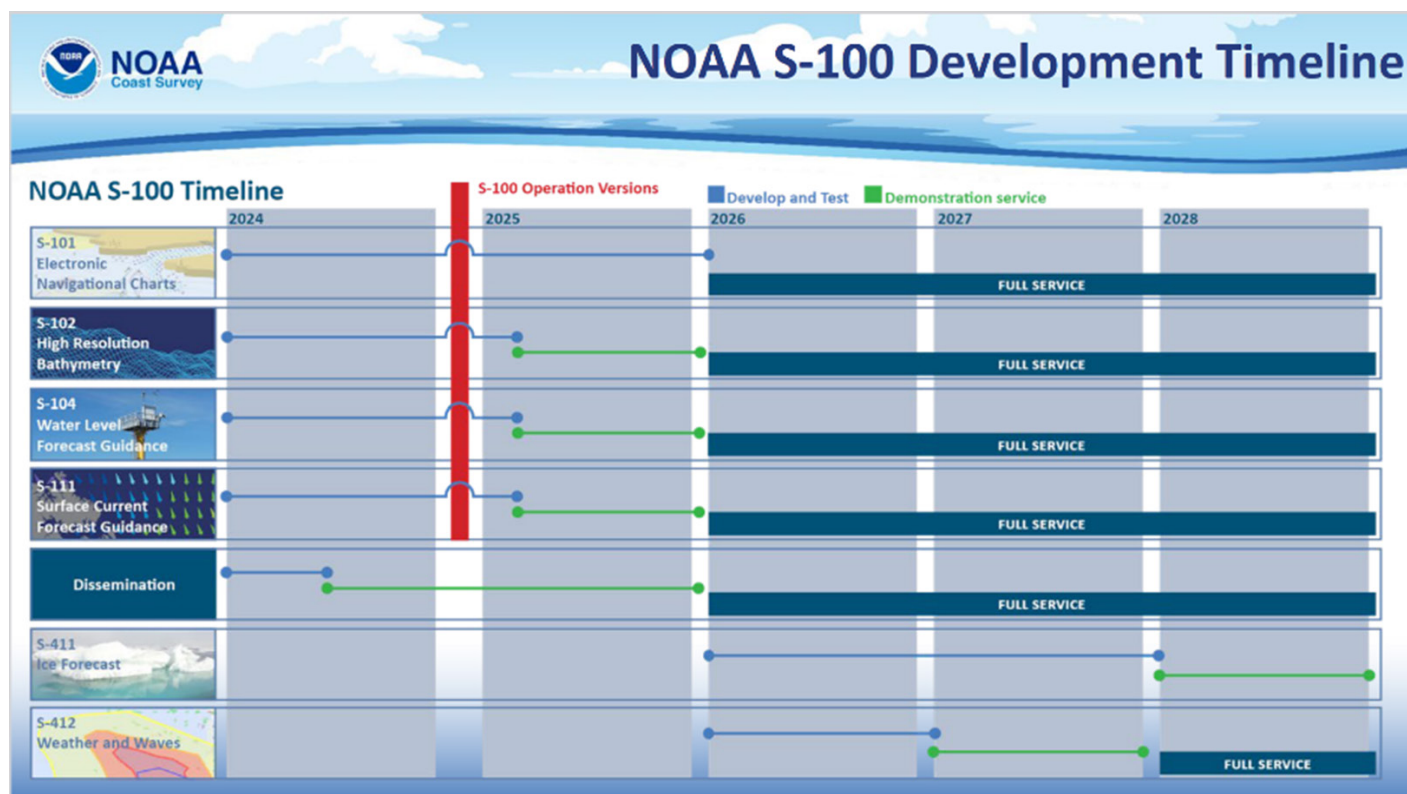 NOAA
NOAA
Coast Survey
NOAA S-100 Development Timeline
NOAA S-100 Timeline
S-100 Operation Versions
Develop and Test
Demonstration service
2024
2025
2026
2027
2028
S-101
Electronic
Navigational Charts
FULL SERVICE
S-102
High Resolution
Bathymetry
FULL SERVICE
S-104
Water Level
Forecast Guidance
FULL SERVICE
S-111
Surface Current
Forecast Guidance
FULL SERVICE
Dissemination
FULL SERVICE
S-411
Ice Forecast
S-412
Weather and Waves
FULL SERVICE